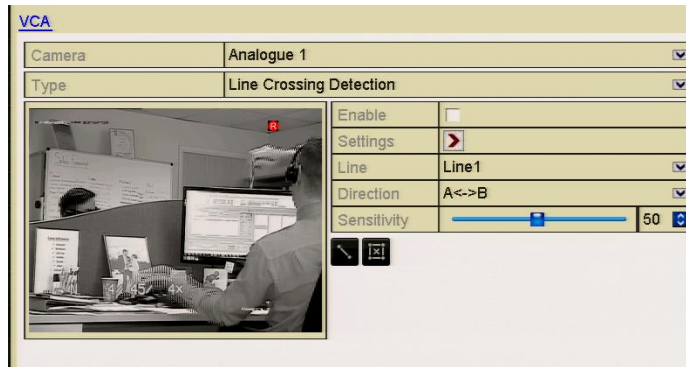 VCA
Camera
Analogue 1
Type
Line Crossing Detection
R
Enable
Settings
Line
Line1
Direction
A<->B
Sensitivity
50